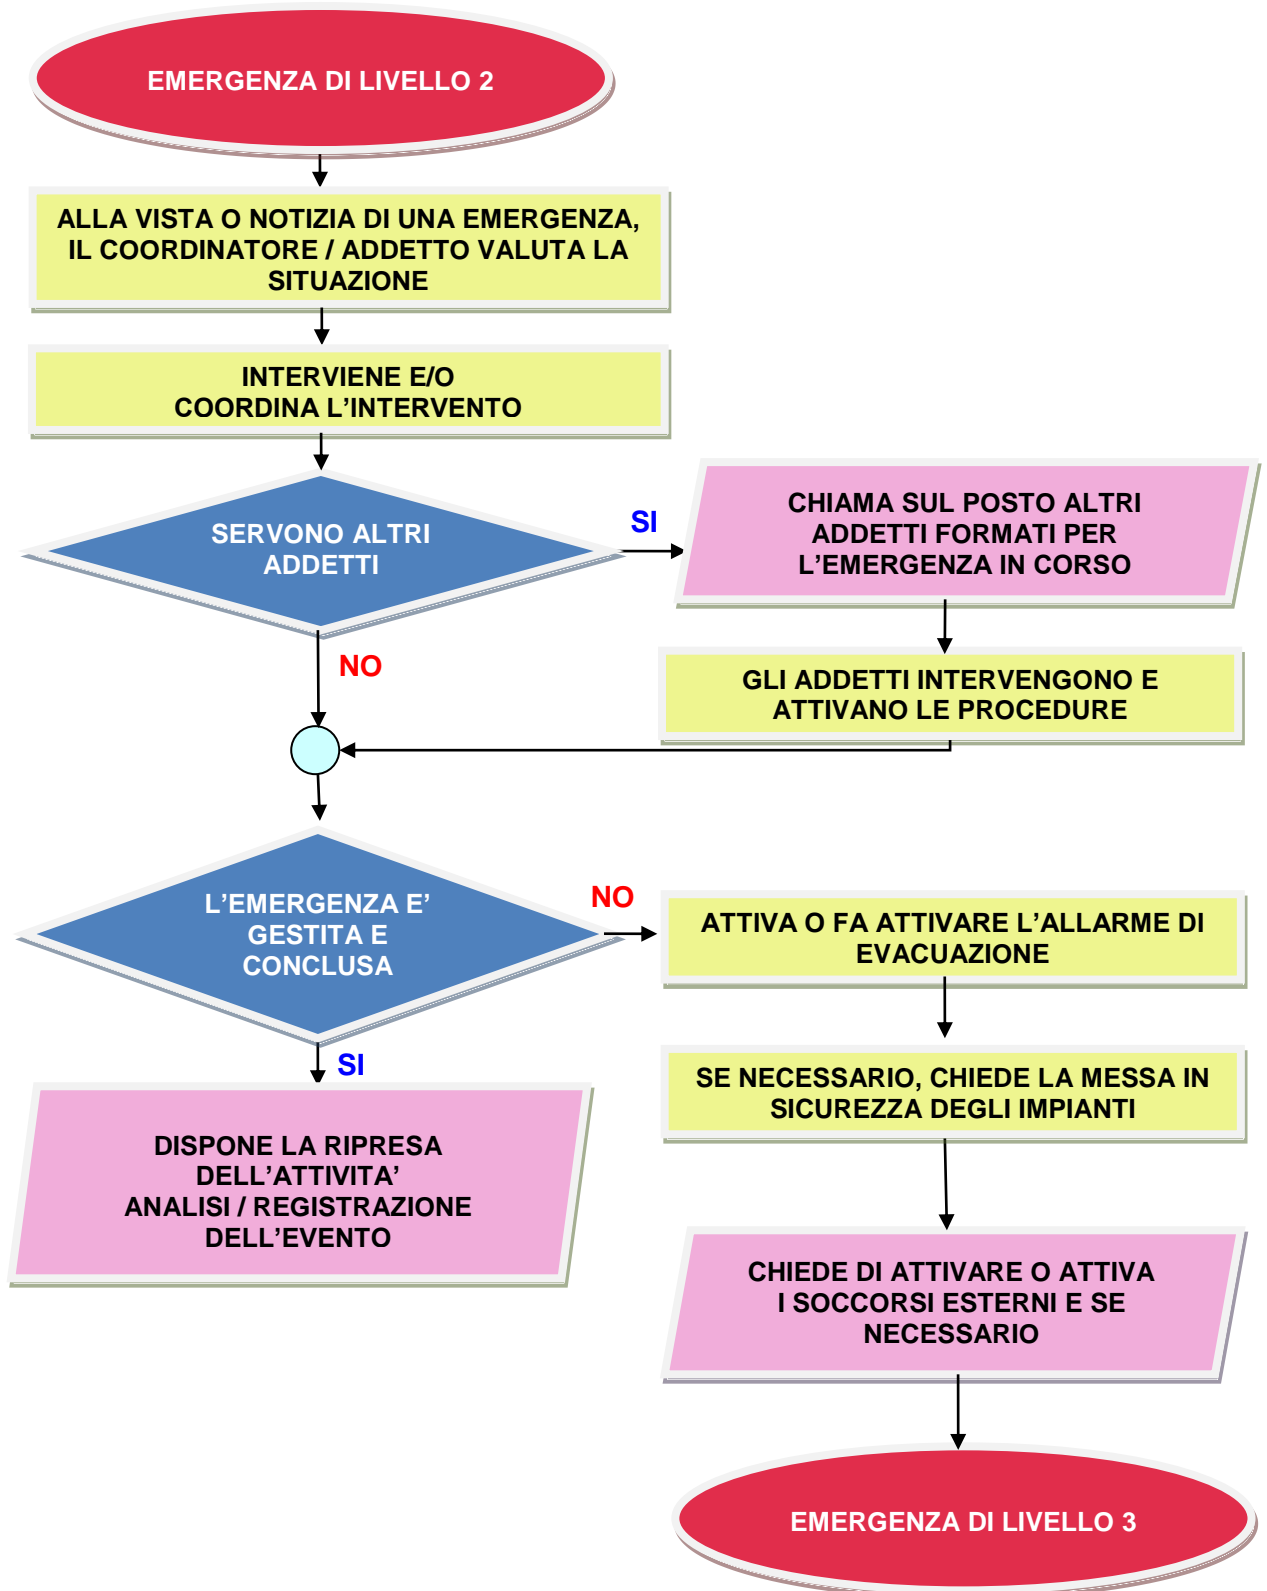 EMERGENZA DI LIVELLO 2
ALLA VISTA O NOTIZIA DI UNA EMERGENZA,
IL COORDINATORE / ADDETTO VALUTA LA
SITUAZIONE
INTERVIENE E/O
COORDINA L’INTERVENTO
SERVONO ALTRI
ADDETTI
SI
CHIAMA SUL POSTO ALTRI
ADDETTI FORMATI PER
L’EMERGENZA IN CORSO
NO
GLI ADDETTI INTERVENGONO E
ATTIVANO LE PROCEDURE
L’EMERGENZA E’
GESTITA E
CONCLUSA
NO
ATTIVA O FA ATTIVARE L’ALLARME DI
EVACUAZIONE
SI
SE NECESSARIO, CHIEDE LA MESSA IN
SICUREZZA DEGLI IMPIANTI
DISPONE LA RIPRESA
DELL’ATTIVITA’
ANALISI / REGISTRAZIONE
DELL’EVENTO
CHIEDE DI ATTIVARE O ATTIVA
I SOCCORSI ESTERNI E SE
NECESSARIO
EMERGENZA DI LIVELLO 3